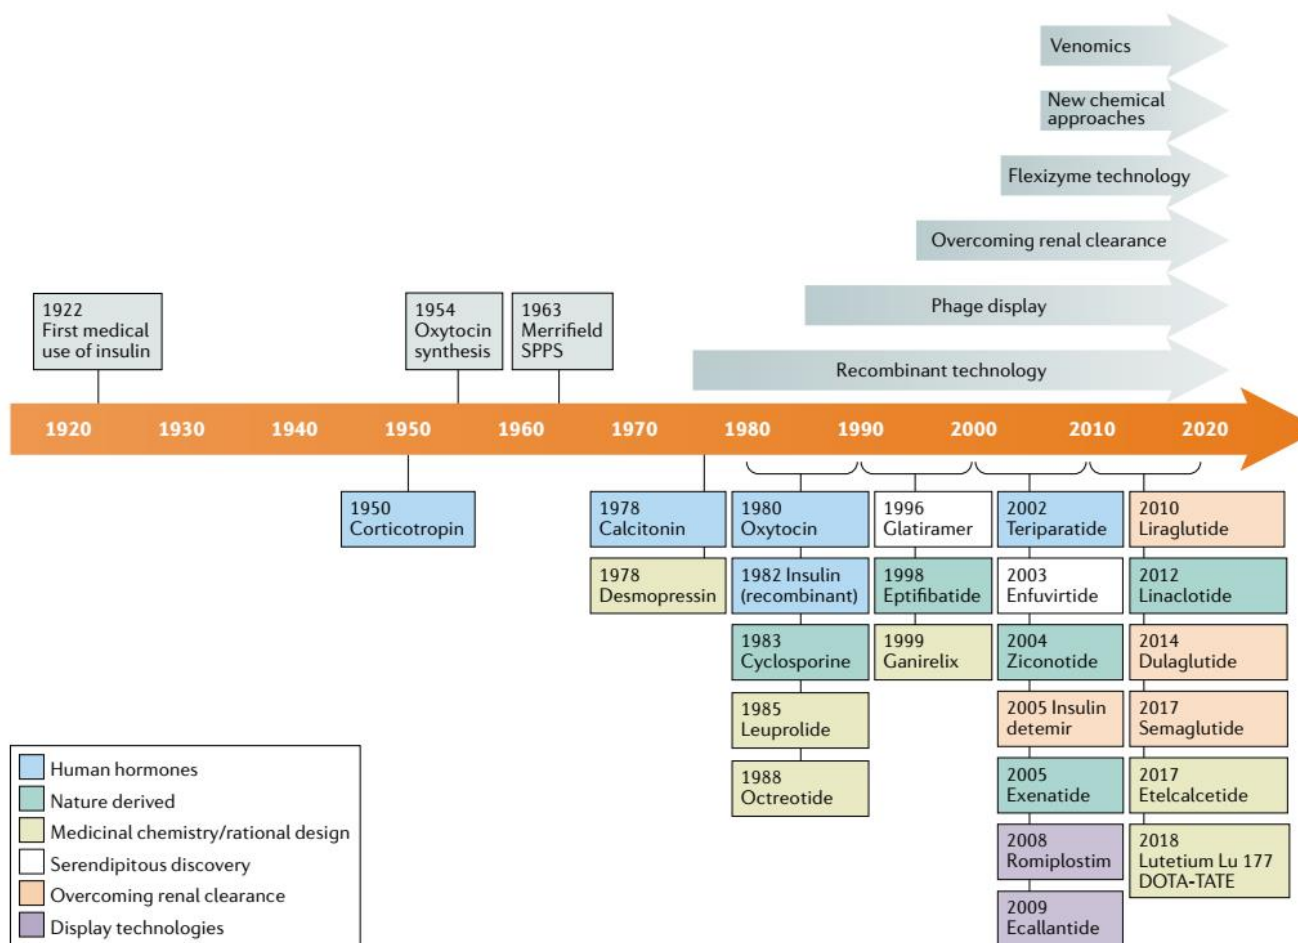 Venomics
New chemical
approaches
Flexizyme technology
Overcoming renal clearance
Phage display
Recombinant technology
1922
First medical
use of insulin
1954
Oxytocin
synthesis
1963
Merrifield
SPPS
1920 1930 1940 1950 1960 1970 1980 1990 2000 2010 2020
1950
Corticotropin
1978
Calcitonin
1978
Desmopressin
1980
Oxytocin
1982 Insulin
(recombinant)
1983
Cyclosporine
1985
Leuprolide
1988
Octreotide
1996
Glatiramer
1998
Eptifibatide
1999
Ganirelix
2002
Teriparatide
2003
Enfuvirtide
2004
Ziconotide
2005 Insulin
detemir
2005
Exenatide
2008
Romiplostim
2009
Ecallantide
2010
Liraglutide
2012
Linaclotide
2014
Dulaglutide
2017
Semaglutide
2017
Etelcalcetide
2018
Lutetium Lu 177
DOTA-TATE
Human hormones
Nature derived
Medicinal chemistry/rational design
Serendipitous discovery
Overcoming renal clearance
Display technologies